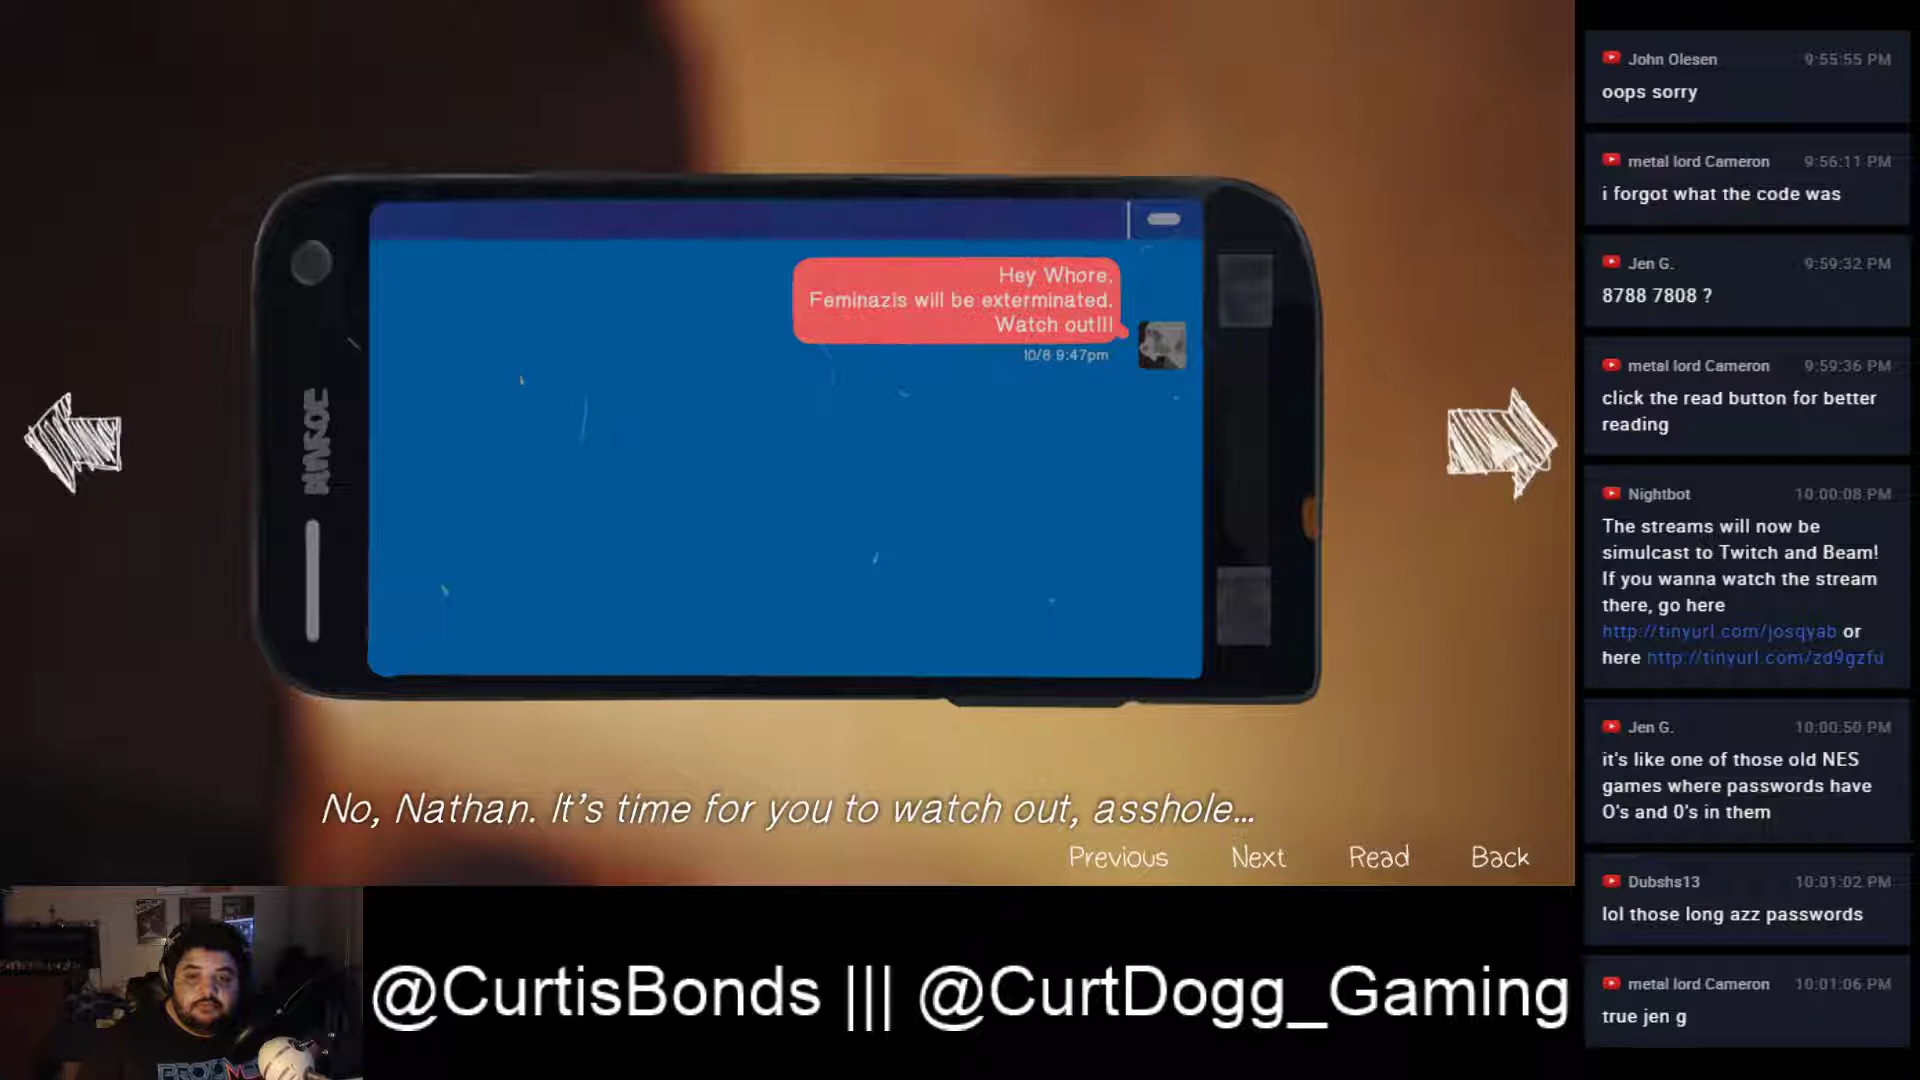 Hey Whore.
Feminazis will be exterminated.
Watch out!!!
10/8 9:47pm
No, Nathan. It's time for you to watch out, asshole...
Previous Next Read Back
@CurtisBonds ||| @CurtDogg_Gaming
John Olesen 9:55:55 PM
oops sorry
metal lord Cameron 9:56:11 PM
i forgot what the code was
Jen G. 9:59:32 PM
8788 7808 ?
metal lord Cameron 9:59:36 PM
click the read button for better
reading
Nightbot 10:00:08 PM
The streams will now be
simulcast to Twitch and Beam!
If you wanna watch the stream
there, go here
http://tinyurl.com/josqyab or
here http://tinyurl.com/zd9gzfu
Jen G. 10:00:50 PM
it's like one of those old NES
games where passwords have
O's and 0's in them
Dubshs13 10:01:02 PM
lol those long azz passwords
metal lord Cameron 10:01:06 PM
true jen g